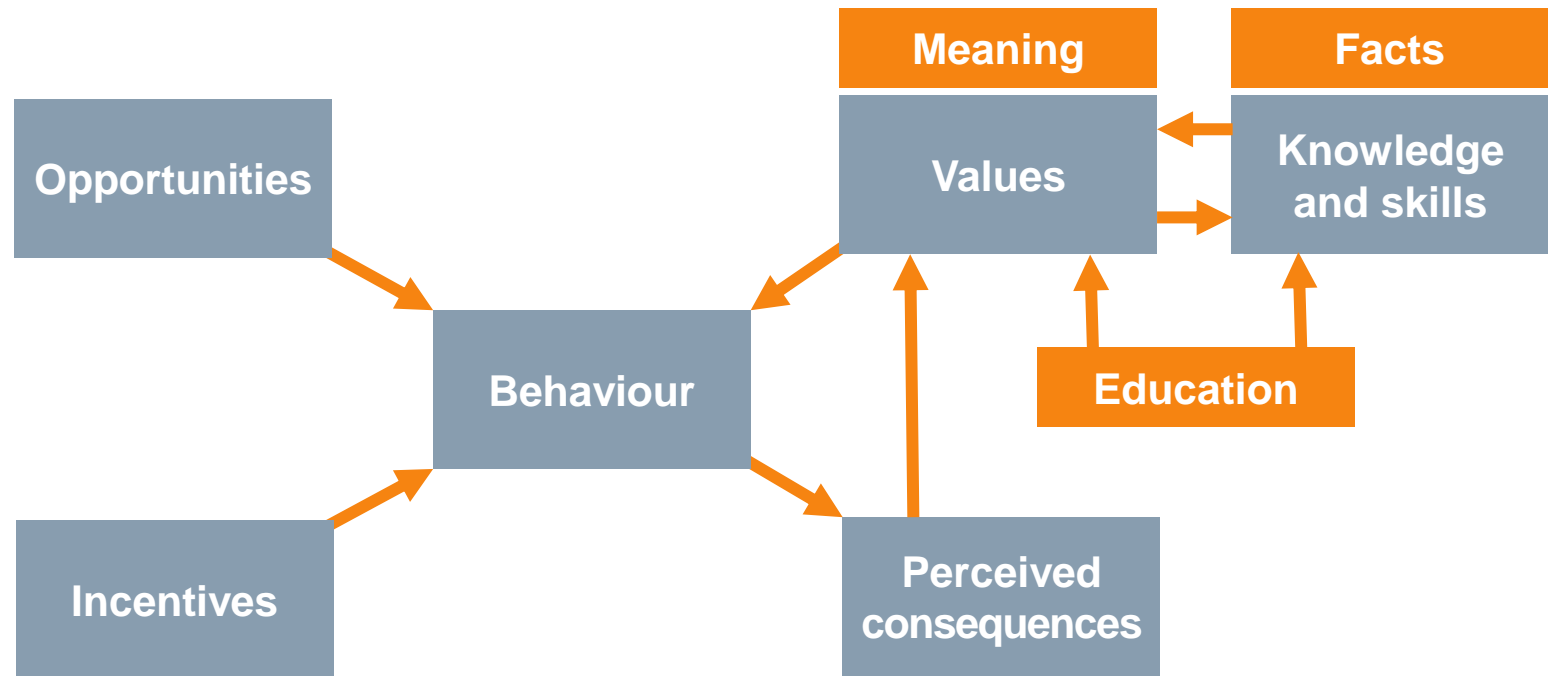 Meaning
Facts
Opportunities
Values
Knowledge
and skills
Behaviour
Education
Incentives
Perceived
consequences